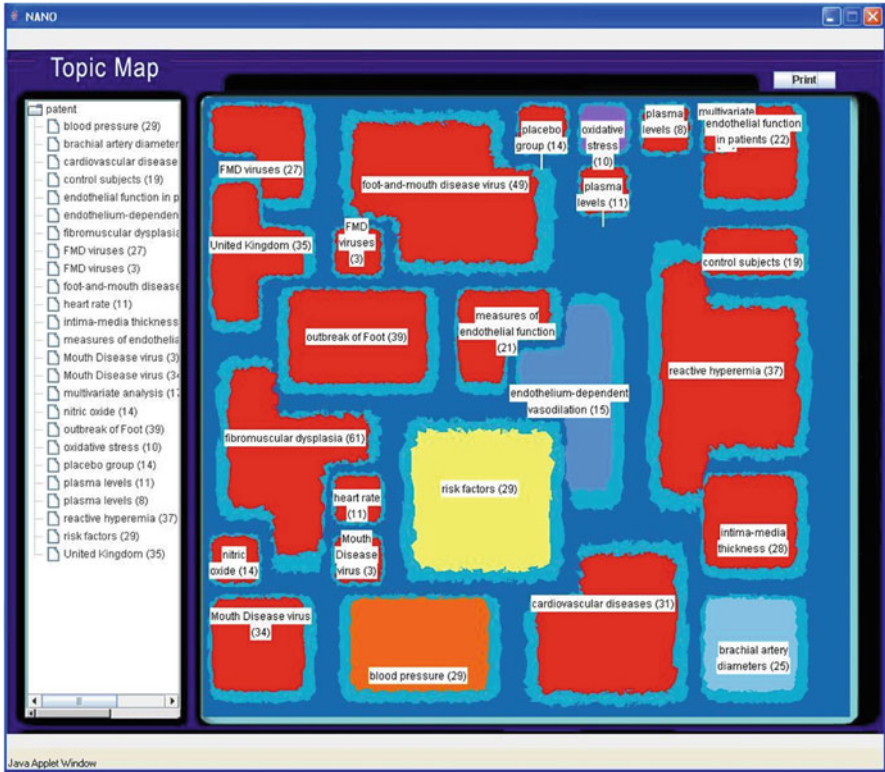 NANO
Topic Map
Print
patent
blood pressure (29)
brachial artery diameter
cardiovascular disease
control subjects (19)
endothelial function in p
endothelium-dependen
fibromuscular dysplasia
FMD viruses (27)
FMD viruses (3)
foot-and-mouth disease
heart rate (11)
intima-media thickness
measures of endothelia
Mouth Disease virus (3)
Mouth Disease virus (34
multivariate analysis (17
nitric oxide (14)
outbreak of Foot (39)
oxidative stress (10)
placebo group (14)
plasma levels (11)
plasma levels (8)
reactive hyperemia (37)
risk factors (29)
United Kingdom (35)
FMD viruses (27)
foot-and-mouth disease virus (49)
placebo
group (14)
oxidative
stress
(10)
plasma
levels (8)
multivariate
endothelial function
in patients (22)
plasma
levels (11)
United Kingdom (35)
FMD
viruses
(3)
control subjects (19)
outbreak of Foot (39)
measures of
endothelial function
(21)
reactive hyperemia (37)
endothelium-dependent
vasodilation (15)
fibromuscular dysplasia (61)
risk factors (29)
heart rate
(11)
nitric
oxide (14)
Mouth
Disease
virus (3)
intima-media
thickness (28)
Mouth Disease virus
(34)
blood pressure (29)
cardiovascular diseases (31)
brachial artery
diameters (25)
Java Applet Window